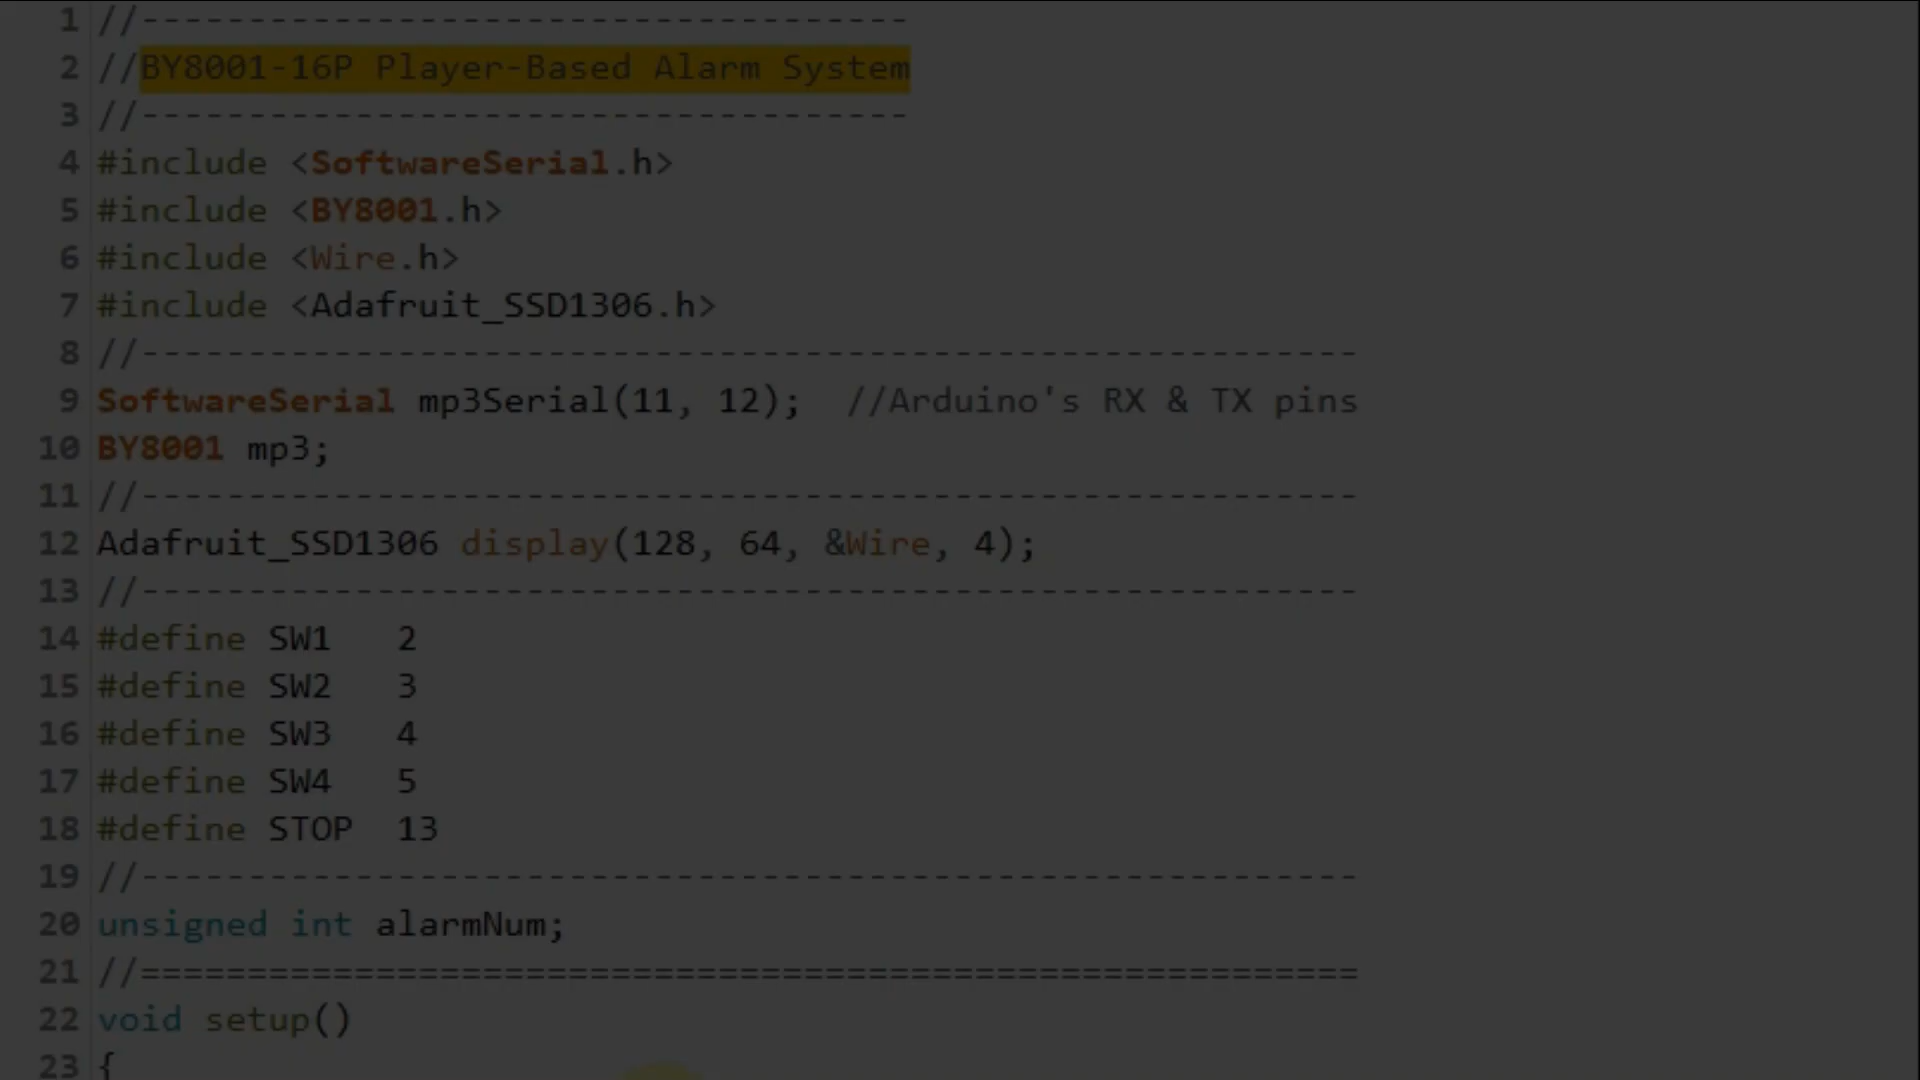 1 //------------------------------------
2 //BY8001-16P Player-Based Alarm System
3 //------------------------------------
4 #include <SoftwareSerial.h>
5 #include <BY8001.h>
6 #include <Wire.h>
7 #include <Adafruit_SSD1306.h>
8 //---------------------------------------------------------
9 SoftwareSerial mp3Serial(11, 12);  //Arduino's RX & TX pins
10 BY8001 mp3;
11 //---------------------------------------------------------
12 Adafruit_SSD1306 display(128, 64, &Wire, 4);
13 //---------------------------------------------------------
14 #define SW1   2
15 #define SW2   3
16 #define SW3   4
17 #define SW4   5
18 #define STOP  13
19 //---------------------------------------------------------
20 unsigned int alarmNum;
21 //=========================================================
22 void setup()
23 {